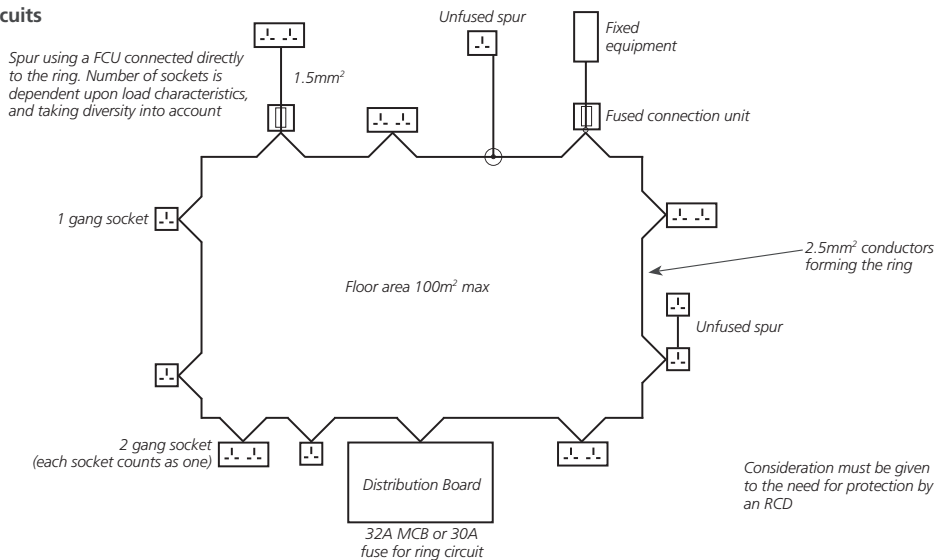 cuits
Unfused spur
Fixed
equipment
Spur using a FCU connected directly
to the ring. Number of sockets is
dependent upon load characteristics,
and taking diversity into account
1.5mm²
Fused connection unit
1 gang socket
2.5mm² conductors
forming the ring
Floor area 100m² max
Unfused spur
2 gang socket
(each socket counts as one)
Distribution Board
Consideration must be given
to the need for protection by
an RCD
32A MCB or 30A
fuse for ring circuit